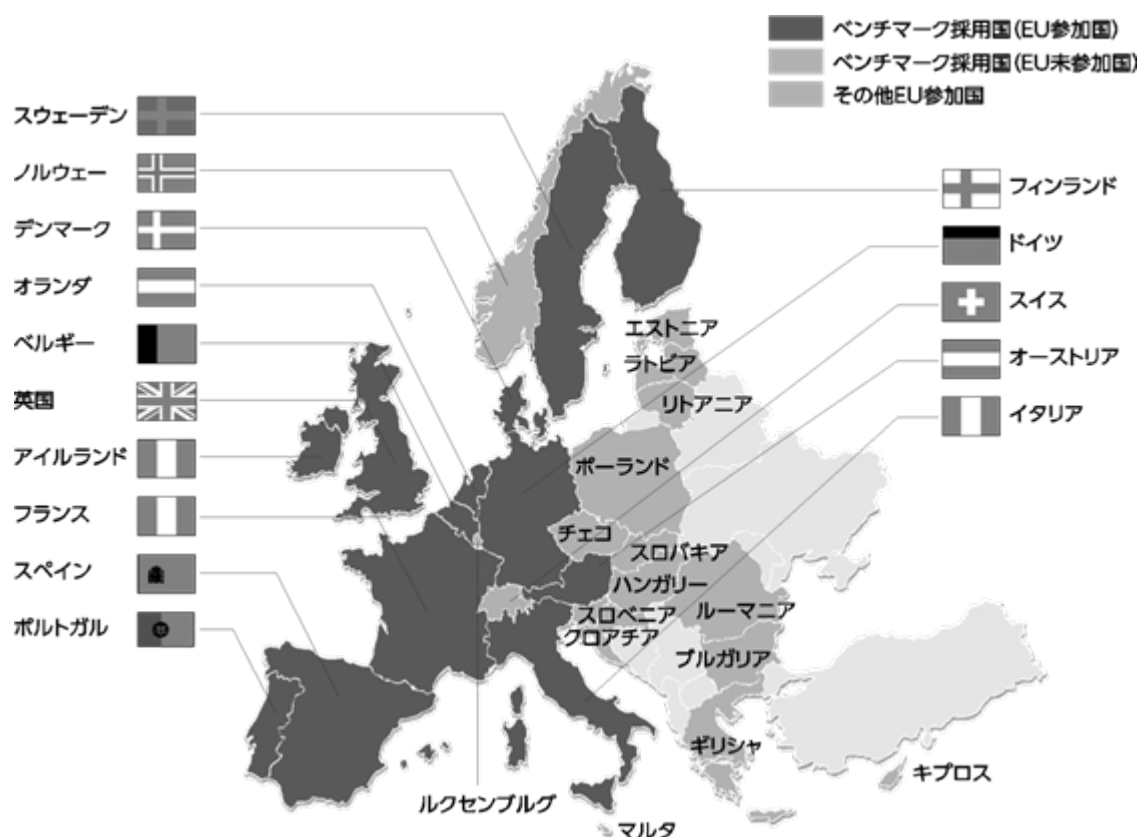 ベンチマーク採用国(EU参加国)
ベンチマーク採用国(EU未参加国)
その他EU参加国
スウェーデン
ノルウェー
デンマーク
オランダ
ベルギー
英国
アイルランド
フランス
スペイン
ポルトガル
フィンランド
ドイツ
スイス
オーストリア
イタリア
エストニア
ラトビア
リトアニア
ポーランド
チェコ
スロバキア
ハンガリー
スロベニア
クロアチア
ルーマニア
ブルガリア
ギリシャ
キプロス
ルクセンブルグ
マルタ